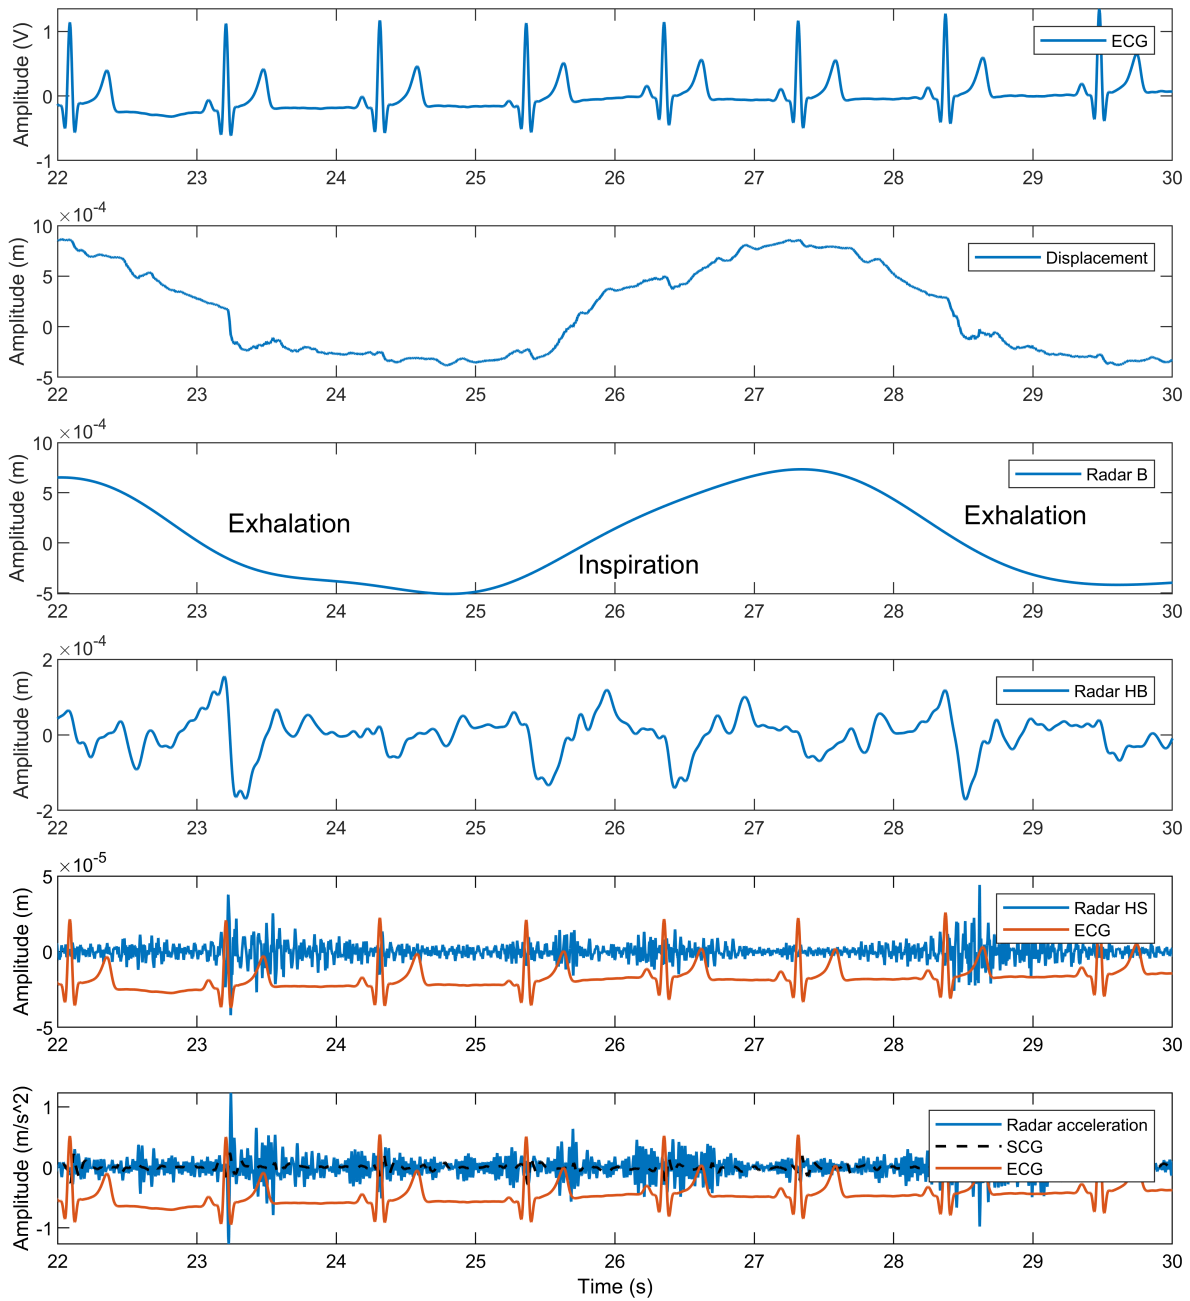 Amplitude (V)
1
0
-1
ECG
22 23 24 25 26 27 28 29 30
×10-4
Amplitude (m)
10
5
0
-5
Displacement
22 23 24 25 26 27 28 29 30
×10-4
Amplitude (m)
10
5
0
-5
Radar B
Exhalation
Inspiration
Exhalation
22 23 24 25 26 27 28 29 30
×10-4
Amplitude (m)
2
0
-2
Radar HB
22 23 24 25 26 27 28 29 30
×10-5
Amplitude (m)
5
0
-5
Radar HS
ECG
22 23 24 25 26 27 28 29 30
Amplitude (m/s^2)
1
0
-1
Radar acceleration
SCG
ECG
22 23 24 25 26 27 28 29 30
Time (s)